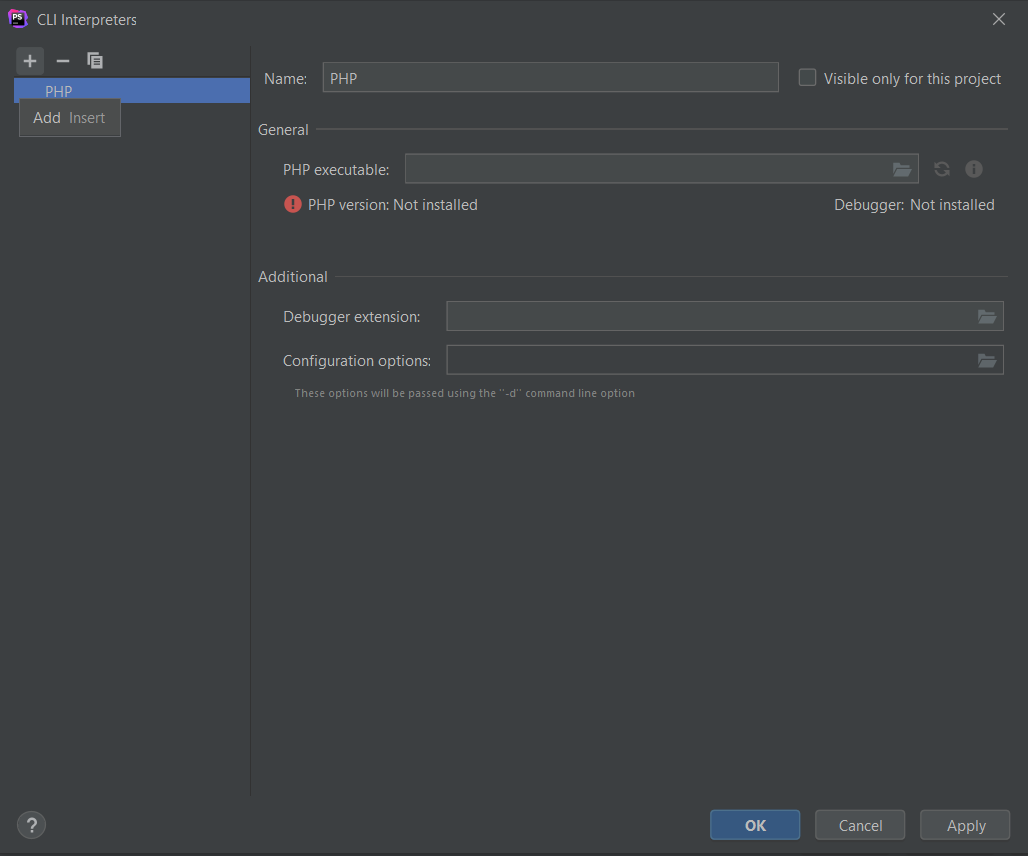 PS
CLI Interpreters
PHP
Add Insert
Name: PHP Visible only for this project
General
PHP executable:
PHP version: Not installed Debugger: Not installed
Additional
Debugger extension:
Configuration options:
These options will be passed using the ''-d'' command line option
? OK Cancel Apply